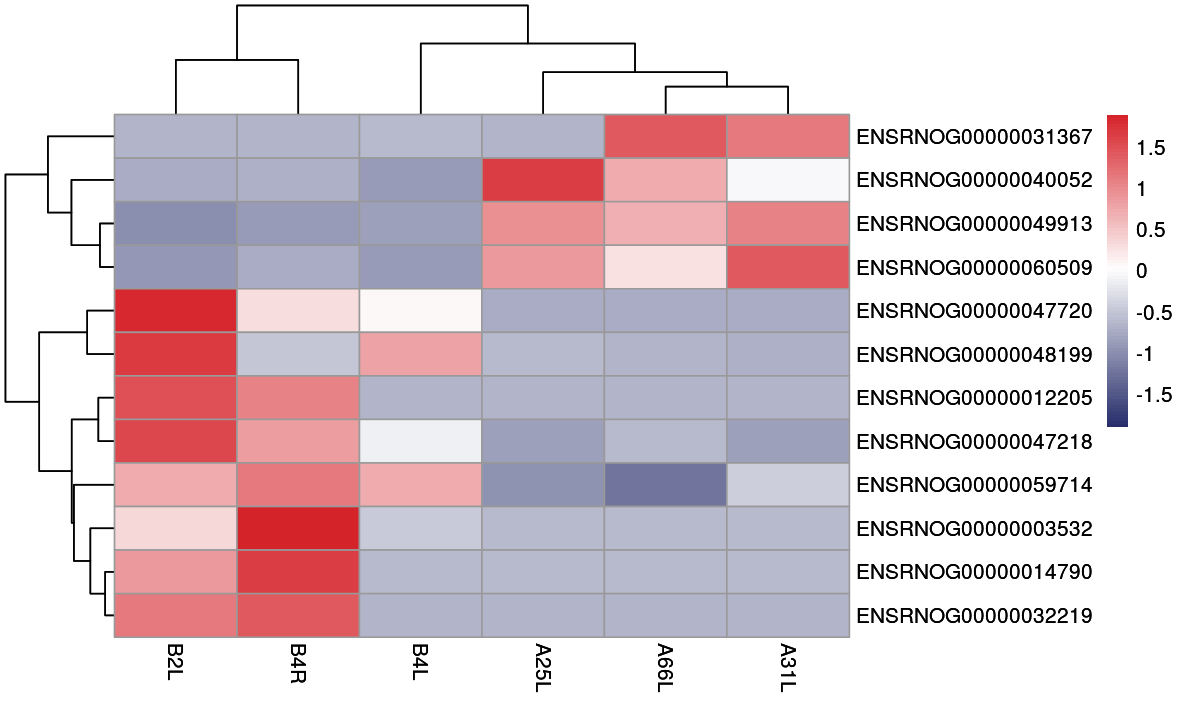 ENSRNOG00000031367
ENSRNOG00000040052
ENSRNOG00000049913
ENSRNOG00000060509
ENSRNOG00000047720
ENSRNOG00000048199
ENSRNOG00000012205
ENSRNOG00000047218
ENSRNOG00000059714
ENSRNOG00000003532
ENSRNOG00000014790
ENSRNOG00000032219
1.5
1
0.5
0
-0.5
-1
-1.5
B2L
B4R
B4L
A25L
A66L
A31L